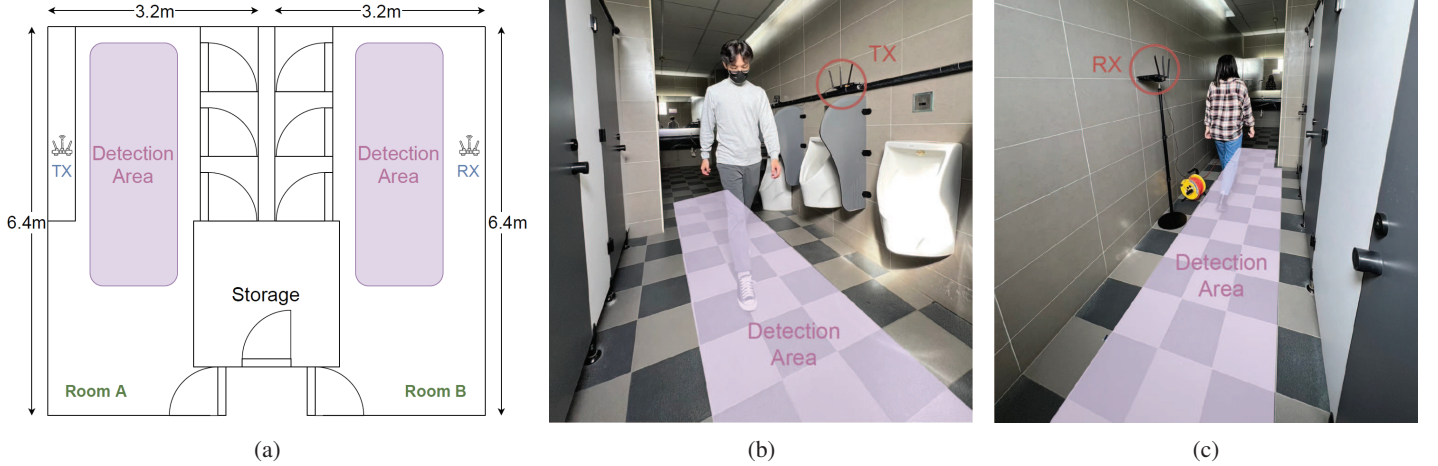 3.2m
3.2m
6.4m
6.4m
Detection
Area
Detection
Area
TX
RX
Storage
Room A
Room B
(a)
TX
Detection
Area
(b)
RX
Detection
Area
(c)